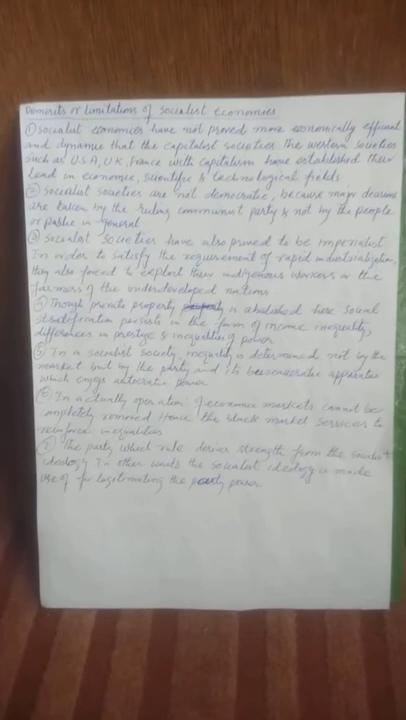 Demerits or limitations of Socialist economies
① Socialist economies have not proved more economically efficient
and dynamic that the capitalist societies the western societies
such as U.S.A, U.K, France with capitalism have established their
lead in economic, scientific & technological fields
② Socialist societies are not democratic, because major decisions
are taken by the ruling communist party & not by the people
or public in general
③ Socialist societies have also proved to be imperialist
In order to satisfy the requirement of rapid industrialization,
they also forced to exploit their indigenous workers or the
farmers of the underdeveloped nations
④ Though private property is abolished here social
stratification persists in the form of income inequality,
differences in prestige & inequalities of power
⑤ In a socialist society, inequality is determined not by the
market but by the party and its bureaucratic apparatus
which enjoys autocratic power
⑥ In actually operation of economic markets cannot be
completely removed Hence the black market services to
reinforce inequalities
⑦ The party which rule derives strength from the socialist
ideology In other words the socialist ideology is made
use of for legitimating the party power